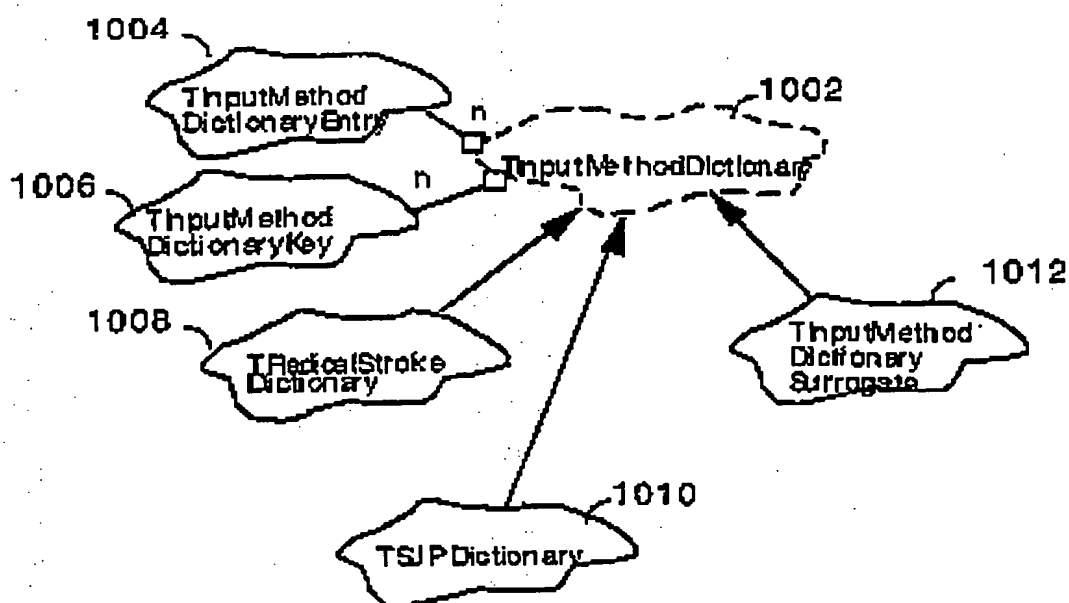 1004
TInputMethod
DictionaryEntry
n
1002
TInputMethodDictionary
1006
n
TInputMethod
DictionaryKey
1012
1008
TRadicalStroke
Dictionary
TInputMethod
Dictionary
Surrogate
1010
TSJPDictionary